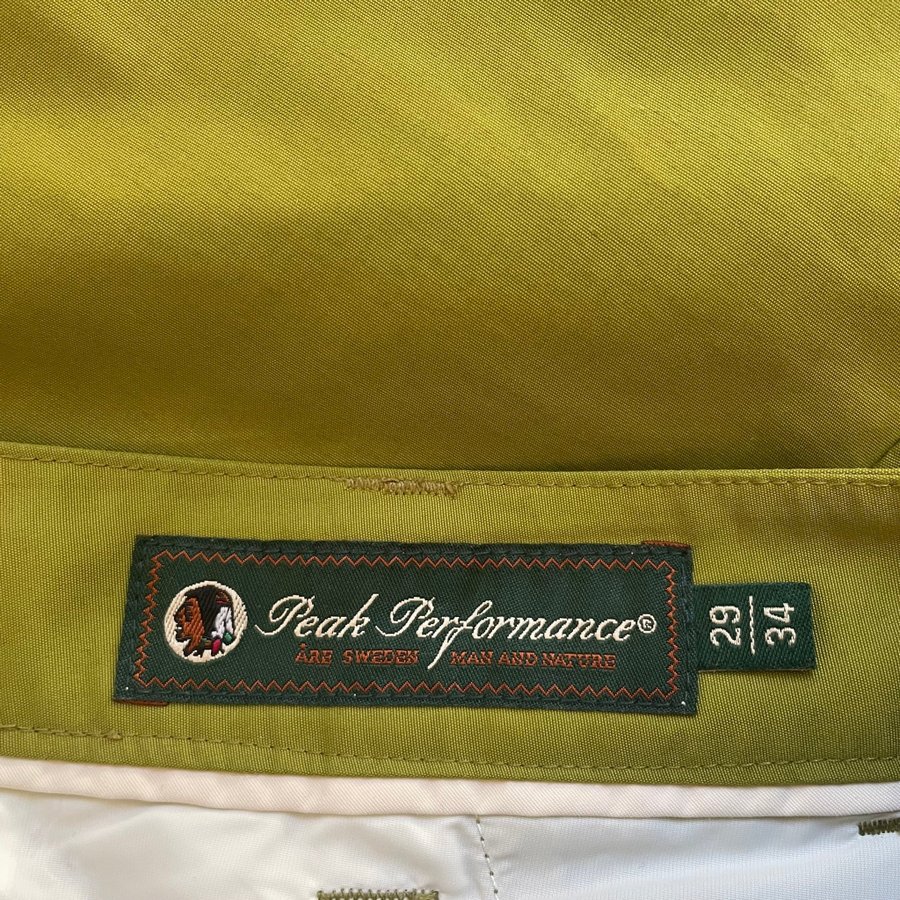 Peak Performance®
ÅRE SWEDEN MAN AND NATURE
29
34